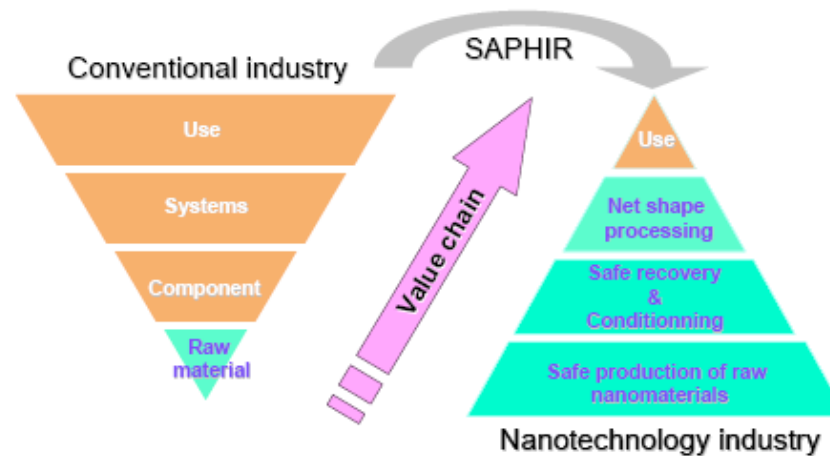 SAPHIR
Conventional industry
Use
Systems
Component
Raw
material
Value chain
Use
Net shape
processing
Safe recovery
&
Conditionning
Safe production of raw
nanomaterials
Nanotechnology industry